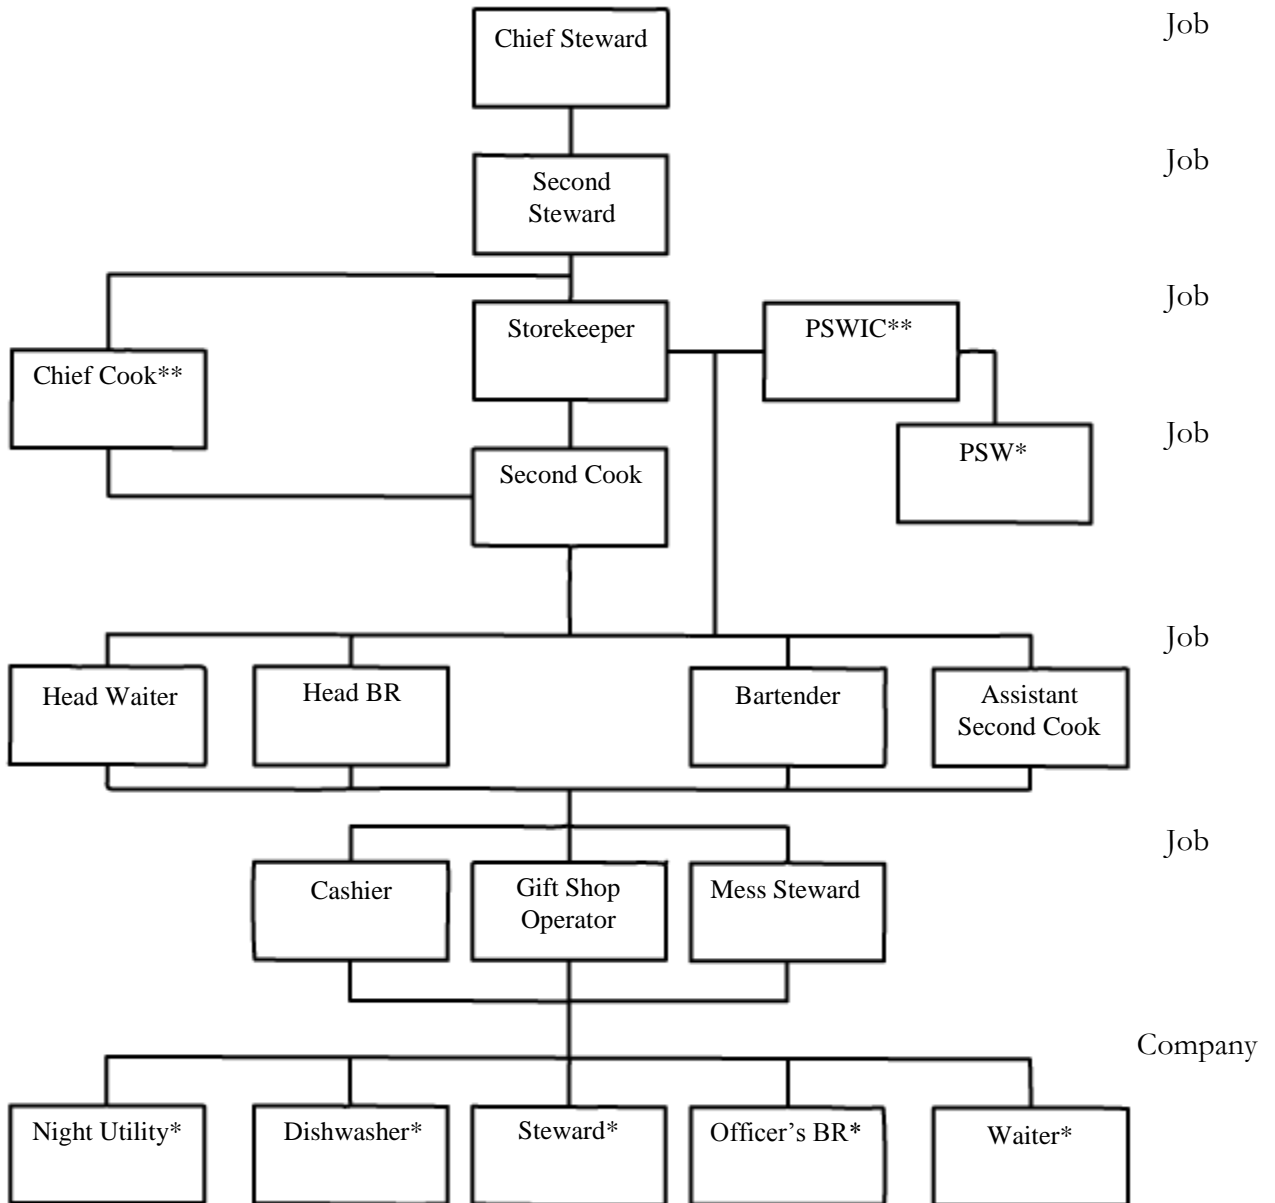 Chief Steward
Job
Second
Steward
Job
Storekeeper
PSWIC**
Job
Chief Cook**
Second Cook
PSW*
Job
Head Waiter
Head BR
Bartender
Assistant
Second Cook
Job
Cashier
Gift Shop
Operator
Mess Steward
Job
Night Utility*
Dishwasher*
Steward*
Officer’s BR*
Waiter*
Company